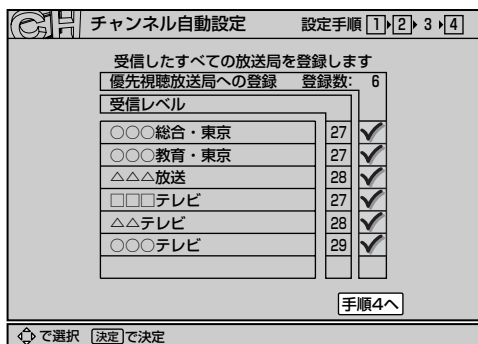 CH チャンネル自動設定 設定手順 1 2 3 4
受信したすべての放送局を登録します
優先視聴放送局への登録 登録数: 6
受信レベル
○○○総合・東京 27
○○○教育・東京 27
△△△放送 28
□□□テレビ 27
△△テレビ 28
○○○テレビ 29
手順4へ
で選択 決定で決定